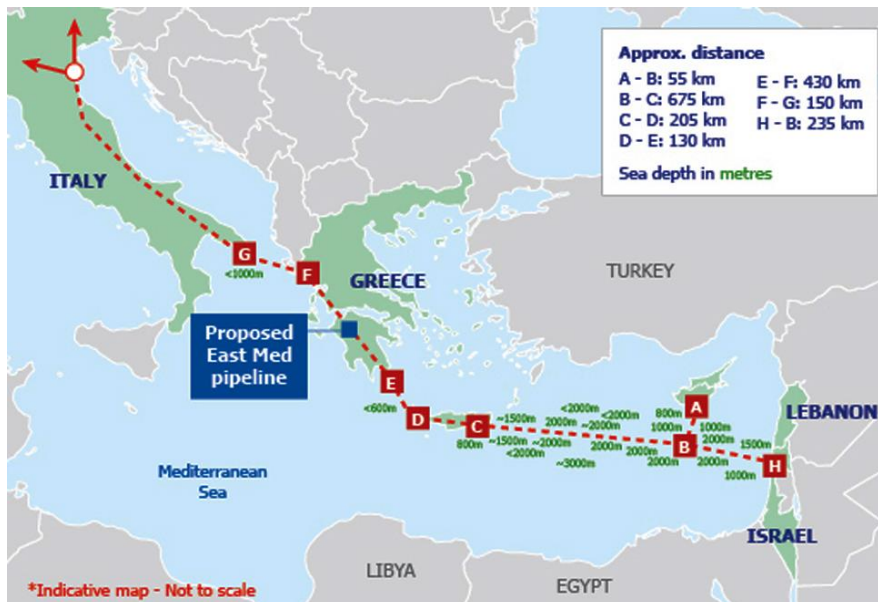 Approx. distance
A - B: 55 km
B - C: 675 km
C - D: 205 km
D - E: 130 km
E - F: 430 km
F - G: 150 km
H - B: 235 km
Sea depth in metres
ITALY
G
<1000m
F
GREECE
TURKEY
Proposed
East Med
pipeline
E
<600m
D
C
800m
~1500m
<2000m
<2000m
2000m
~2000m
~1500m
~2000m
<2000m
~3000m
2000m
2000m
800m
A
1000m
1000m
2000m
B
2000m
2000m
1500m
H
1000m
LEBANON
ISRAEL
Mediterranean
Sea
LIBYA
EGYPT
*Indicative map - Not to scale